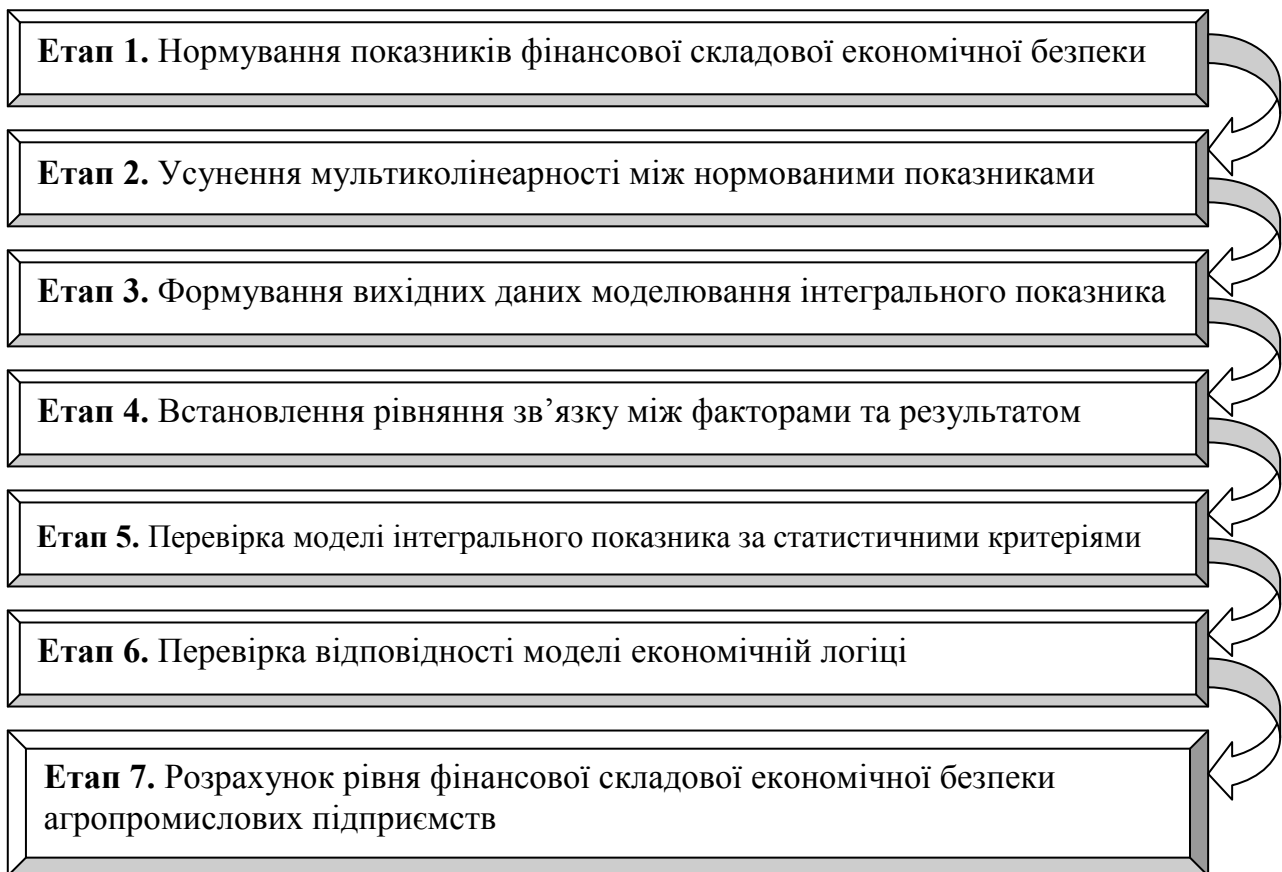 Етап 1. Нормування показників фінансової складової економічної безпеки
Етап 2. Усунення мультиколінеарності між нормованими показниками
Етап 3. Формування вихідних даних моделювання інтегрального показника
Етап 4. Встановлення рівняння зв’язку між факторами та результатом
Етап 5. Перевірка моделі інтегрального показника за статистичними критеріями
Етап 6. Перевірка відповідності моделі економічній логіці
Етап 7. Розрахунок рівня фінансової складової економічної безпеки
агропромислових підприємств